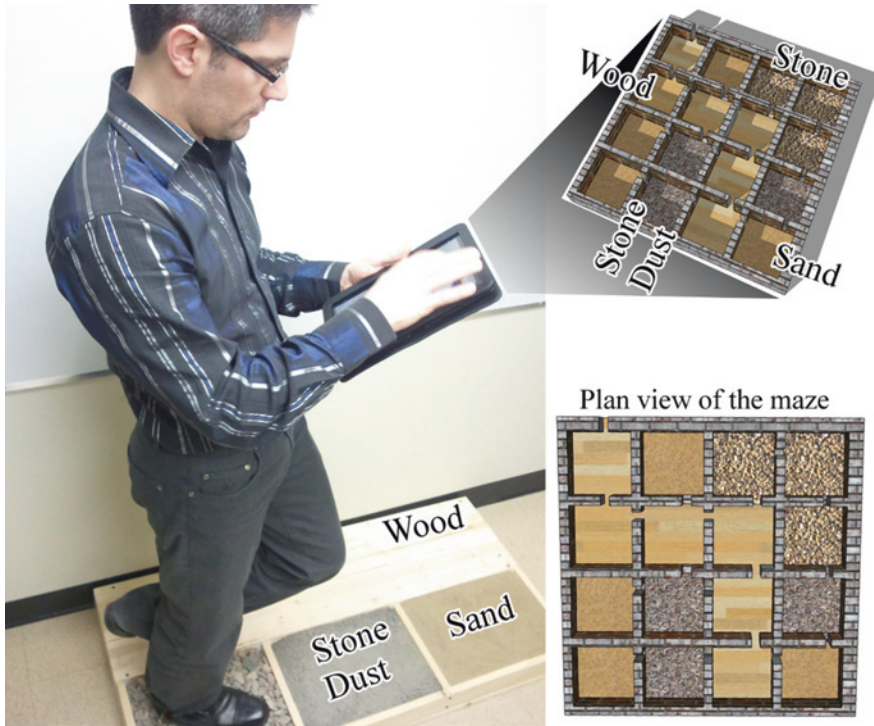 Wood
Stone
Stone
Dust
Sand
Plan view of the maze
Wood
Sand
Stone
Dust